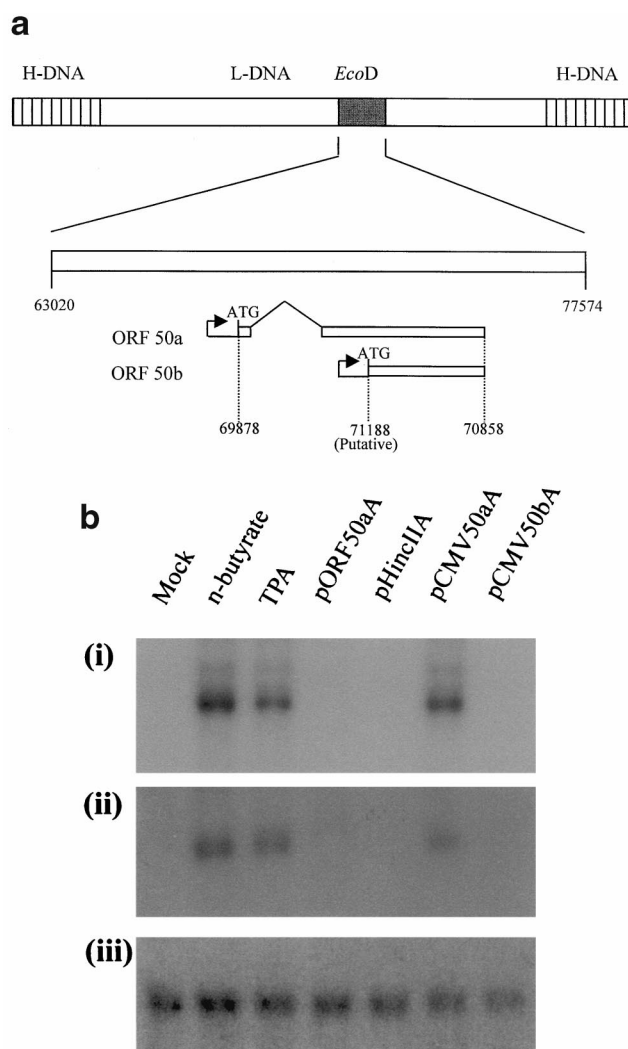 a
H-DNA L-DNA EcoD H-DNA
63020 77574
ATG
ORF 50a
ATG
ORF 50b
69878 71188 70858
(Putative)
b
Mock n-butyrate TPA pORF50aA pHincIIA pCMV50aA pCMV50bA
(i)
(ii)
(iii)